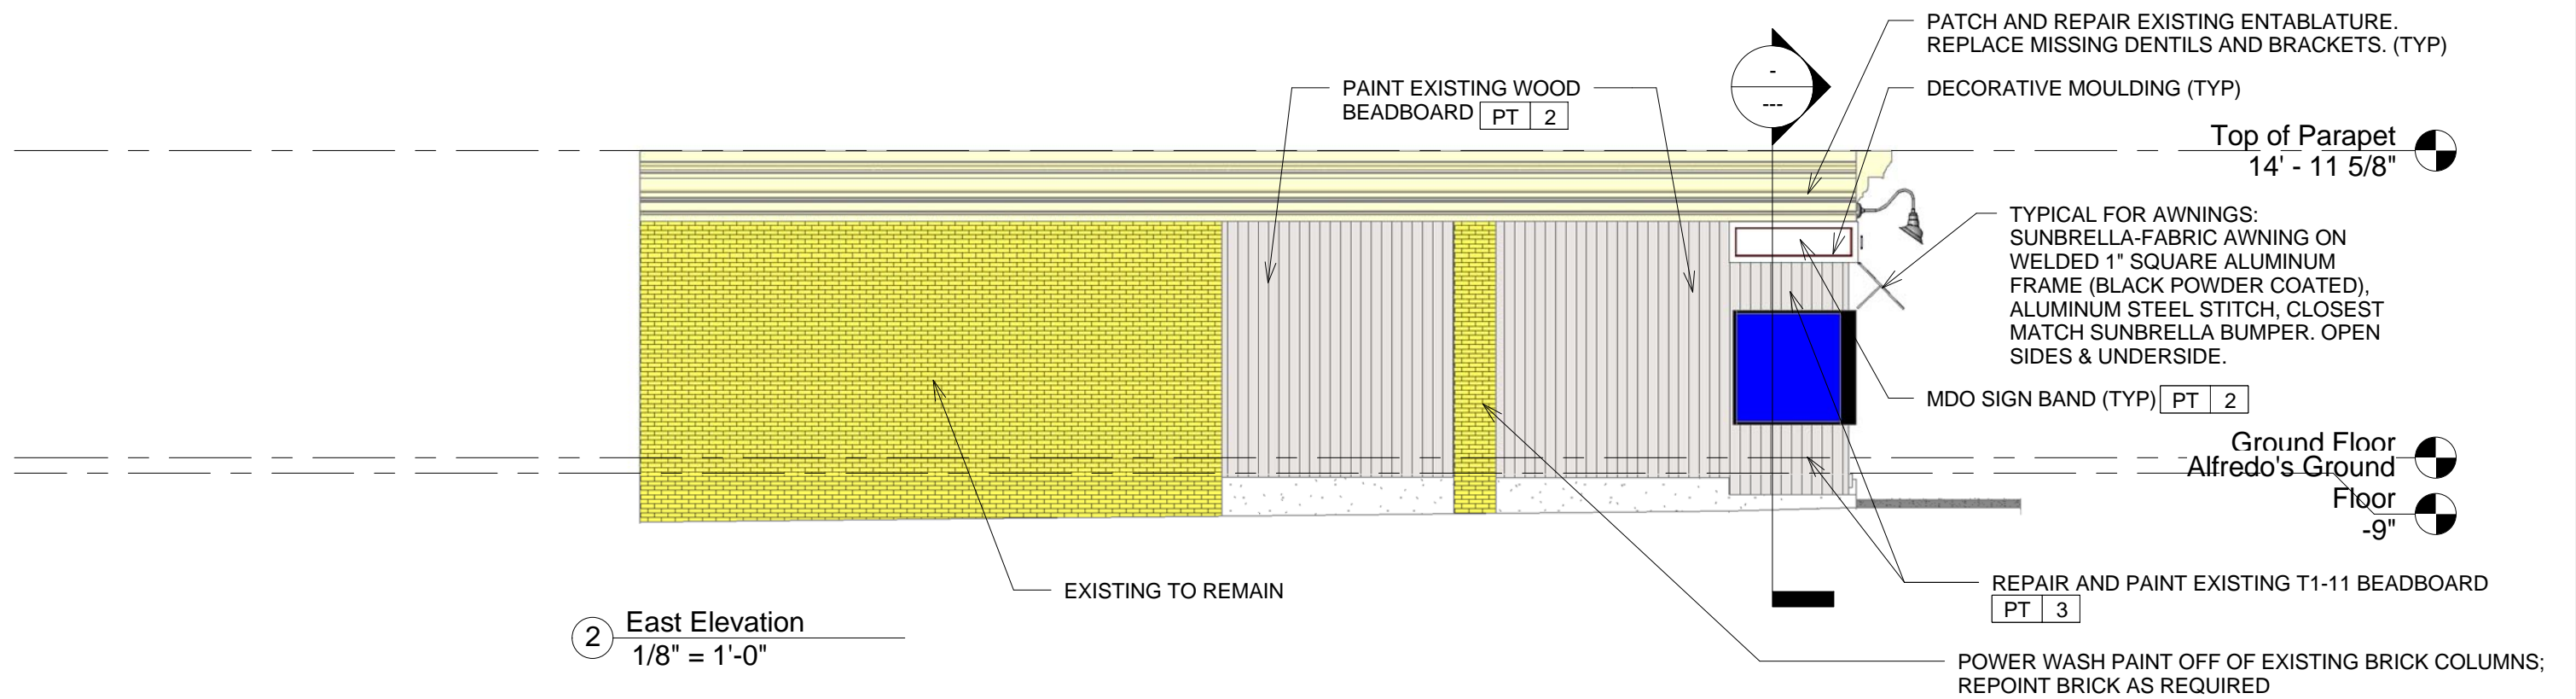 PATCH AND REPAIR EXISTING ENTABLATURE.
REPLACE MISSING DENTILS AND BRACKETS. (TYP)
PAINT EXISTING WOOD
BEADBOARD PT 2
-
---
DECORATIVE MOULDING (TYP)
Top of Parapet
14' - 11 5/8"
TYPICAL FOR AWNINGS:
SUNBRELLA-FABRIC AWNING ON
WELDED 1" SQUARE ALUMINUM
FRAME (BLACK POWDER COATED),
ALUMINUM STEEL STITCH, CLOSEST
MATCH SUNBRELLA BUMPER. OPEN
SIDES & UNDERSIDE.
MDO SIGN BAND (TYP) PT 2
Ground Floor
Alfredo's Ground
Floor
-9"
EXISTING TO REMAIN
REPAIR AND PAINT EXISTING T1-11 BEADBOARD
PT 3
2 East Elevation
1/8" = 1'-0"
POWER WASH PAINT OFF OF EXISTING BRICK COLUMNS;
REPOINT BRICK AS REQUIRED